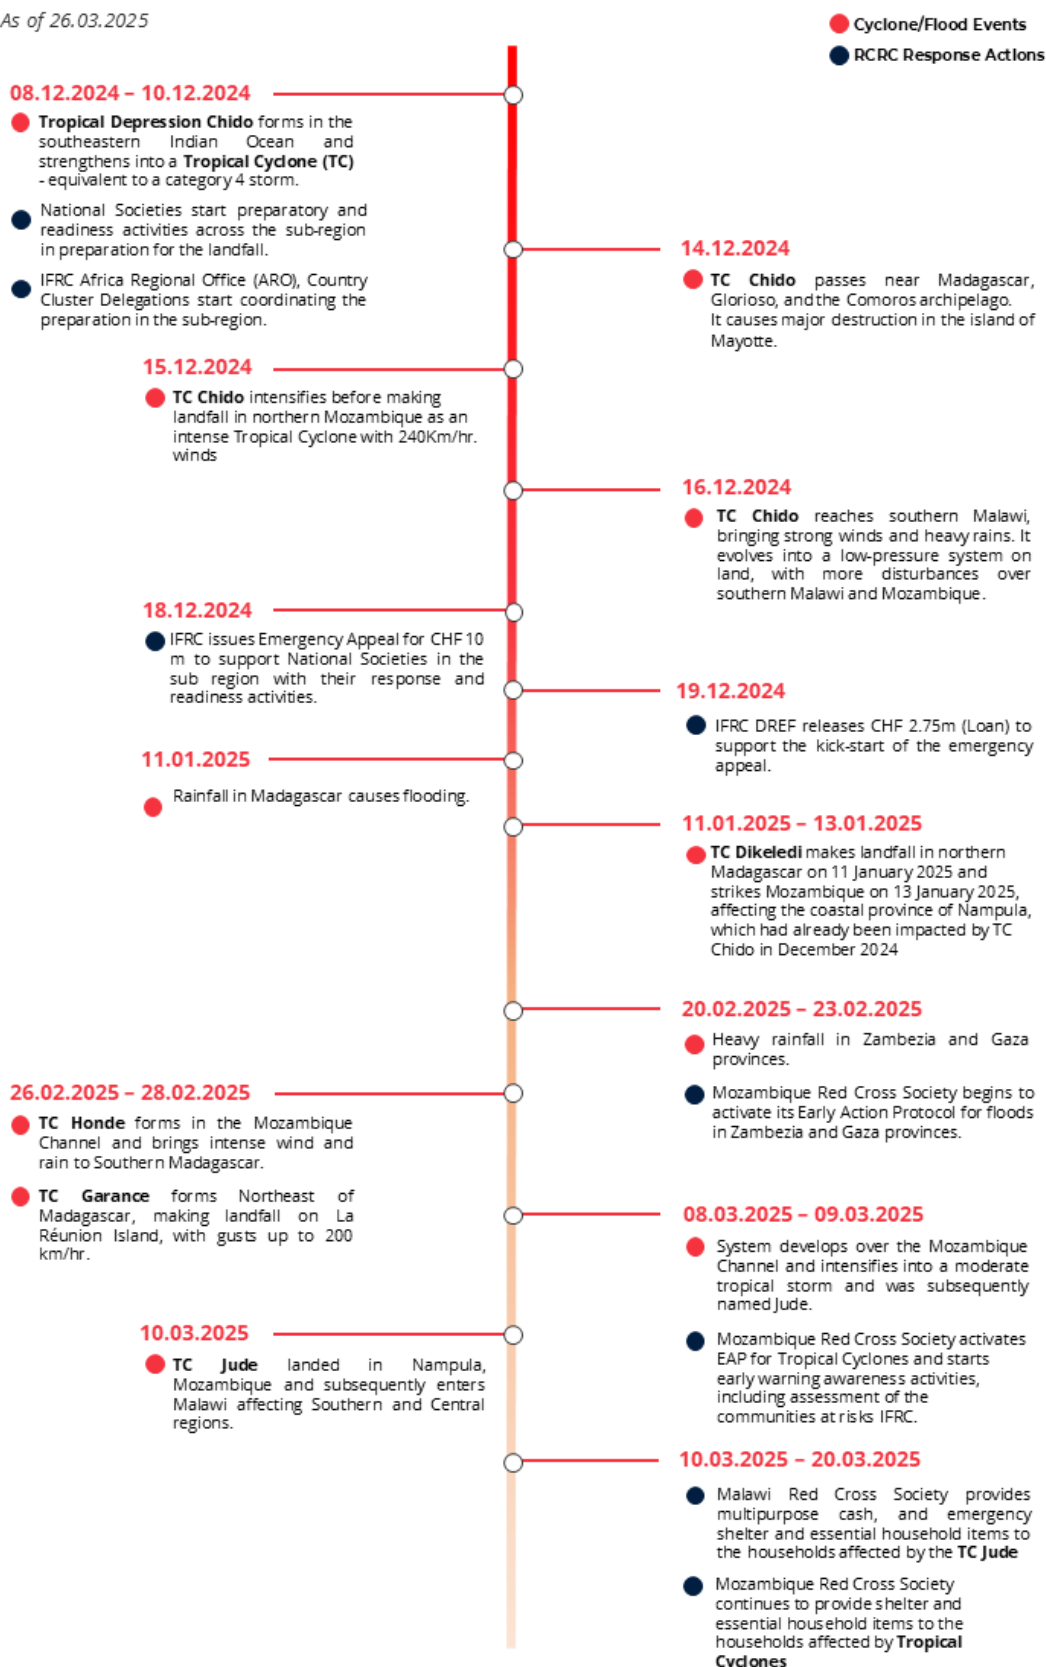 As of 26.03.2025
Cyclone/Flood Events
RCRC Response Actions
08.12.2024 – 10.12.2024
Tropical Depression Chido forms in the
southeastern Indian Ocean and
strengthens into a Tropical Cyclone (TC)
- equivalent to a category 4 storm.
National Societies start preparatory and
readiness activities across the sub-region
in preparation for the landfall.
IFRC Africa Regional Office (ARO), Country
Cluster Delegations start coordinating the
preparation in the sub-region.
14.12.2024
TC Chido passes near Madagascar,
Glorioso, and the Comoros archipelago.
It causes major destruction in the island of
Mayotte.
15.12.2024
TC Chido intensifies before making
landfall in northern Mozambique as an
intense Tropical Cyclone with 240Km/hr.
winds
16.12.2024
TC Chido reaches southern Malawi,
bringing strong winds and heavy rains. It
evolves into a low-pressure system on
land, with more disturbances over
southern Malawi and Mozambique.
18.12.2024
IFRC issues Emergency Appeal for CHF 10
m to support National Societies in the
sub region with their response and
readiness activities.
19.12.2024
IFRC DREF releases CHF 2.75m (Loan) to
support the kick-start of the emergency
appeal.
11.01.2025
Rainfall in Madagascar causes flooding.
11.01.2025 – 13.01.2025
TC Dikeledi makes landfall in northern
Madagascar on 11 January 2025 and
strikes Mozambique on 13 January 2025,
affecting the coastal province of Nampula,
which had already been impacted by TC
Chido in December 2024
20.02.2025 – 23.02.2025
Heavy rainfall in Zambezia and Gaza
provinces.
Mozambique Red Cross Society begins to
activate its Early Action Protocol for floods
in Zambezia and Gaza provinces.
26.02.2025 – 28.02.2025
TC Honde forms in the Mozambique
Channel and brings intense wind and
rain to Southern Madagascar.
TC Garance forms Northeast of
Madagascar, making landfall on La
Réunion Island, with gusts up to 200
km/hr.
08.03.2025 – 09.03.2025
System develops over the Mozambique
Channel and intensifies into a moderate
tropical storm and was subsequently
named Jude.
Mozambique Red Cross Society activates
EAP for Tropical Cyclones and starts
early warning awareness activities,
including assessment of the
communities at risks IFRC.
10.03.2025
TC Jude landed in Nampula,
Mozambique and subsequently enters
Malawi affecting Southern and Central
regions.
10.03.2025 – 20.03.2025
Malawi Red Cross Society provides
multipurpose cash, and emergency
shelter and essential household items to
the households affected by the TC Jude
Mozambique Red Cross Society
continues to provide shelter and
essential household items to the
households affected by Tropical
Cyclones